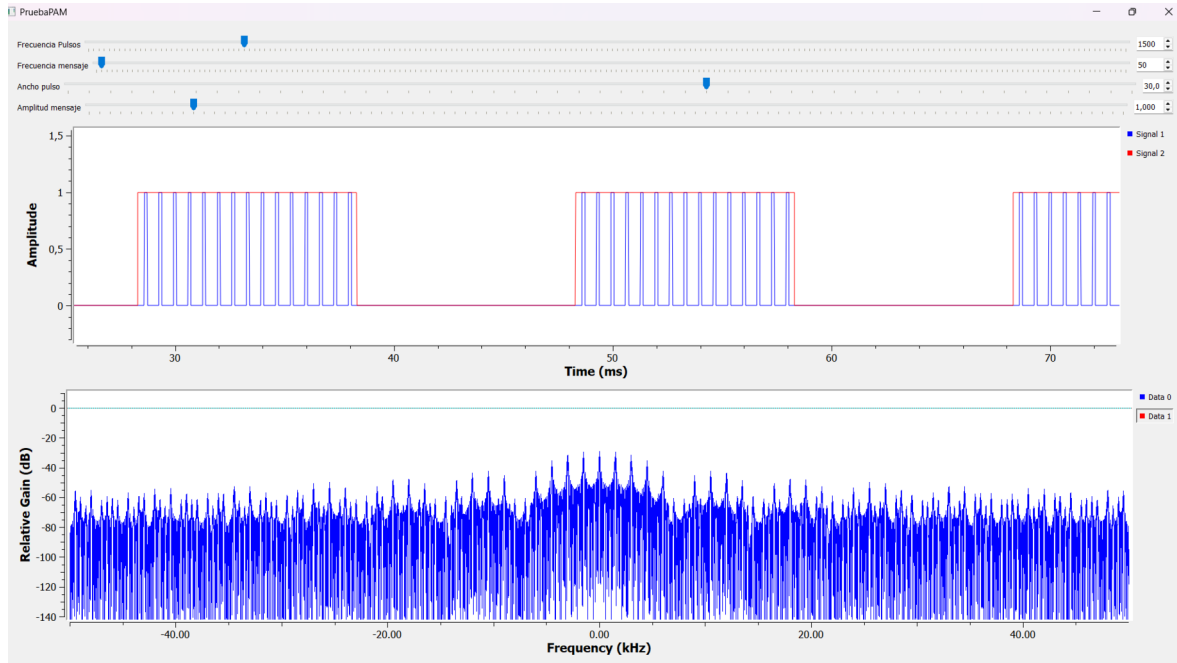 PruebaPAM
Frecuencia Pulsos 1500
Frecuencia mensaje 50
Ancho pulso 30,0
Amplitud mensaje 1,000
1,5
1
0,5
0
Amplitude
Signal 1
Signal 2
30 40 50 60 70
Time (ms)
0
-20
-40
-60
-80
-100
-120
-140
Relative Gain (dB)
Data 0
Data 1
-40.00 -20.00 0.00 20.00 40.00
Frequency (kHz)